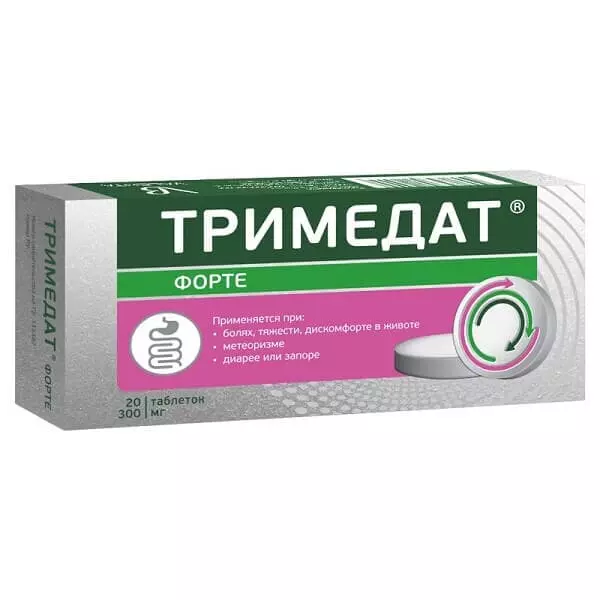 ТРИМЕДАТ®
ФОРТЕ
Применяется при:
• болях, тяжести, дискомфорте в животе
• метеоризме
• диарее или запоре
20 таблеток
300 мг
ТРИМЕДАТ® ФОРТЕ